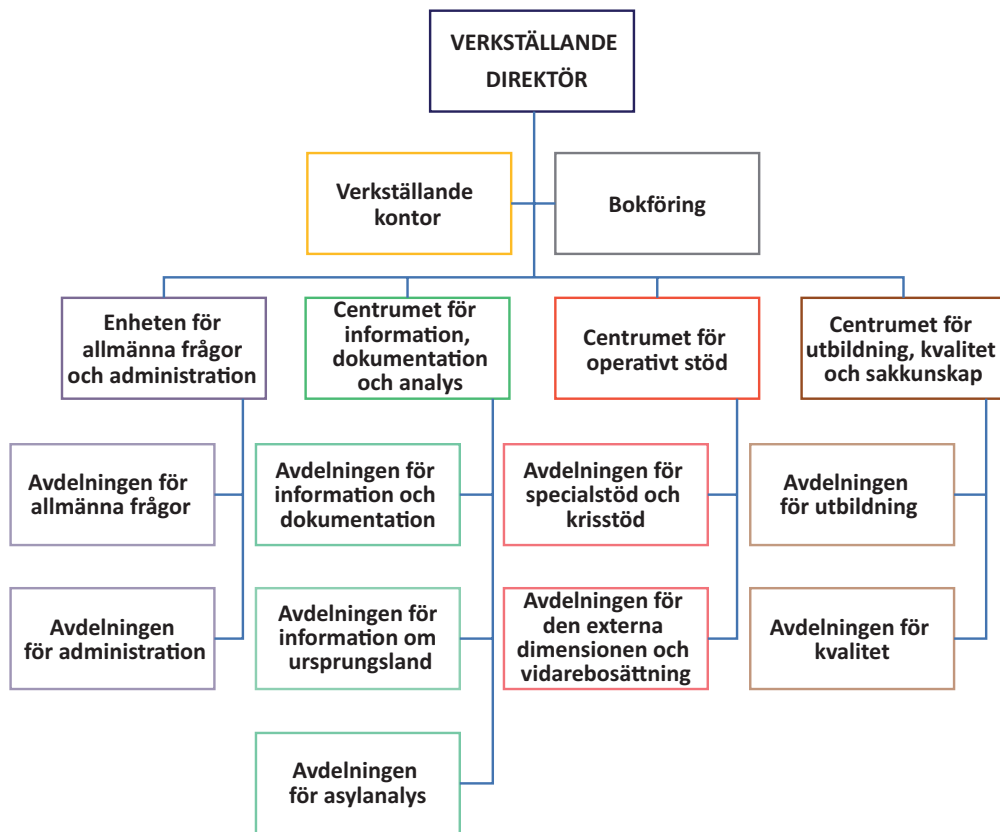 VERKSTÄLLANDE
DIREKTÖR
Verkställande
kontor
Bokföring
Enheten för
allmänna frågor
och administration
Centrumet för
information,
dokumentation
och analys
Centrumet för
operativt stöd
Centrumet för
utbildning, kvalitet
och sakkunskap
Avdelningen för
allmänna frågor
Avdelningen för
information och
dokumentation
Avdelningen för
specialstöd och
krisstöd
Avdelningen
för utbildning
Avdelningen
för administration
Avdelningen för
information om
ursprungsland
Avdelningen för
den externa
dimensionen och
vidarebosättning
Avdelningen för
kvalitet
Avdelningen
för asylanalys